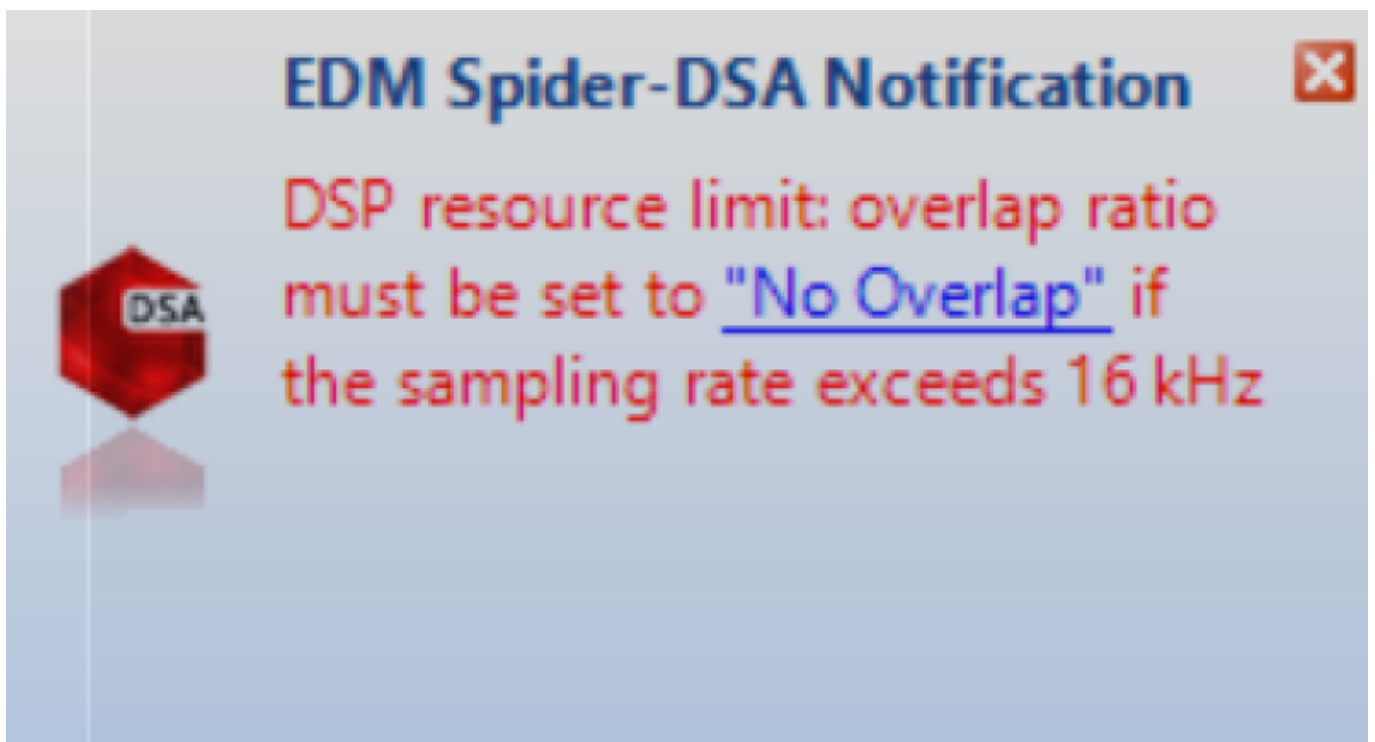 EDM Spider-DSA Notification
DSP resource limit: overlap ratio
must be set to "No Overlap" if
the sampling rate exceeds 16 kHz
DSA